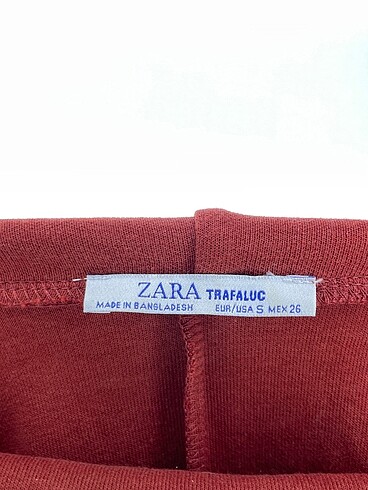 ZARA TRAFALUC
MADE IN BANGLADESH EUR/USA S MEX 26